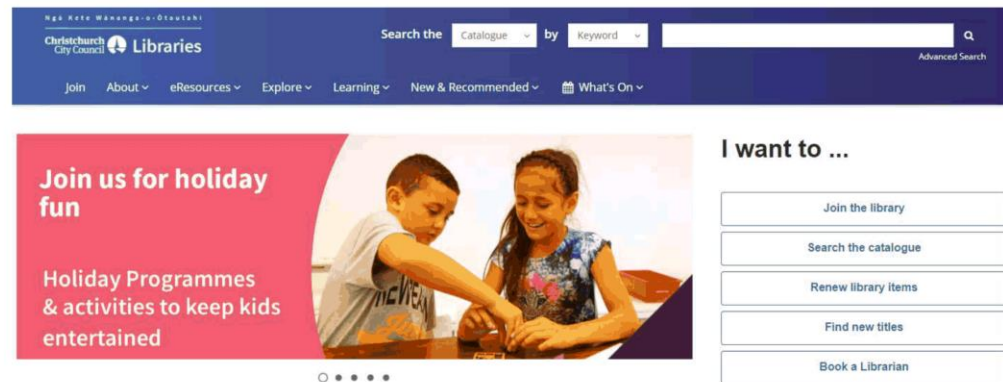 Ngā Kete Wānanga-o-Ōtautahi
Christchurch
City Council
Libraries
Search the Catalogue by Keyword
Advanced Search
Join About eResources Explore Learning New & Recommended What's On
Join us for holiday
fun
Holiday Programmes
& activities to keep kids
entertained
I want to ...
Join the library
Search the catalogue
Renew library items
Find new titles
Book a Librarian